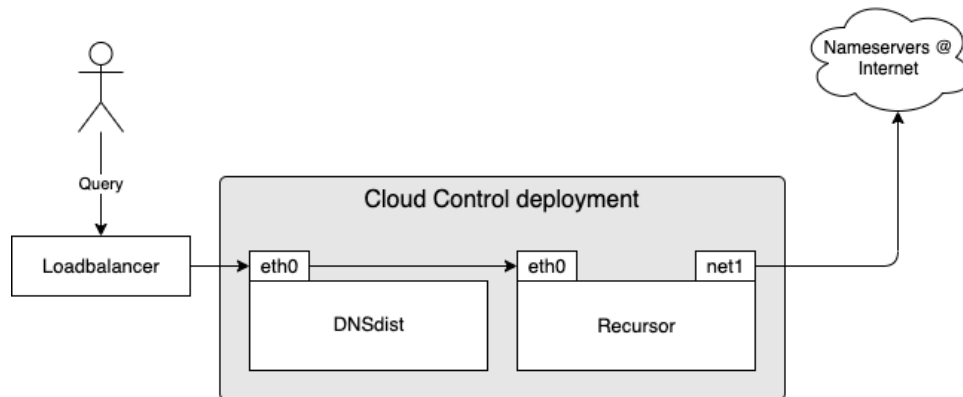 Nameservers @
Internet
Query
Cloud Control deployment
Loadbalancer
eth0
eth0
net1
DNSdist
Recursor